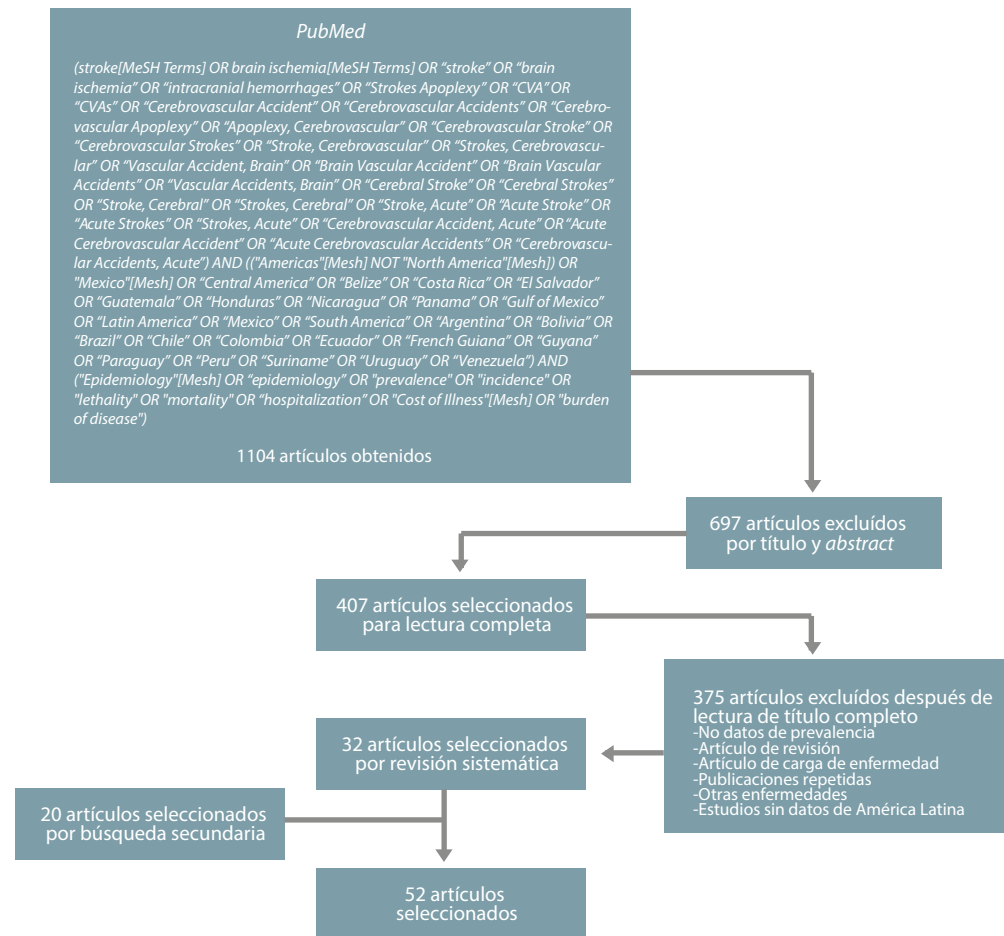 PubMed
(stroke[MeSH Terms] OR brain ischemia[MeSH Terms] OR “stroke” OR “brain
ischemia” OR “intracranial hemorrhages” OR “Strokes Apoplexy” OR “CVA” OR
“CVAs” OR “Cerebrovascular Accident” OR “Cerebrovascular Accidents” OR “Cerebro-
vascular Apoplexy” OR “Apoplexy, Cerebrovascular” OR “Cerebrovascular Stroke” OR
“Cerebrovascular Strokes” OR “Stroke, Cerebrovascular” OR “Strokes, Cerebrovascu-
lar” OR “Vascular Accident, Brain” OR “Brain Vascular Accident” OR “Brain Vascular
Accidents” OR “Vascular Accidents, Brain” OR “Cerebral Stroke” OR “Cerebral Strokes”
OR “Stroke, Cerebral” OR “Strokes, Cerebral” OR “Stroke, Acute” OR “Acute Stroke” OR
“Acute Strokes” OR “Strokes, Acute” OR “Cerebrovascular Accident, Acute” OR “Acute
Cerebrovascular Accident” OR “Acute Cerebrovascular Accidents” OR “Cerebrovascu-
lar Accidents, Acute”) AND (("Americas"[Mesh] NOT "North America"[Mesh]) OR
"Mexico"[Mesh] OR “Central America” OR “Belize” OR “Costa Rica” OR “El Salvador”
OR “Guatemala” OR “Honduras” OR “Nicaragua” OR “Panama” OR “Gulf of Mexico”
OR “Latin America” OR “Mexico” OR “South America” OR “Argentina” OR “Bolivia” OR
“Brazil” OR “Chile” OR “Colombia” OR “Ecuador” OR “French Guiana” OR “Guyana”
OR “Paraguay” OR “Peru” OR “Suriname” OR “Uruguay” OR “Venezuela”) AND
("Epidemiology"[Mesh] OR “epidemiology” OR "prevalence" OR "incidence" OR
"lethality" OR "mortality" OR “hospitalization” OR "Cost of Illness"[Mesh] OR "burden
of disease")
1104 artículos obtenidos
697 artículos excluídos
por título y abstract
407 artículos seleccionados
para lectura completa
375 artículos excluídos después de
lectura de título completo
-No datos de prevalencia
-Artículo de revisión
-Artículo de carga de enfermedad
-Publicaciones repetidas
-Otras enfermedades
-Estudios sin datos de América Latina
32 artículos seleccionados
por revisión sistemática
20 artículos seleccionados
por búsqueda secundaria
52 artículos
seleccionados